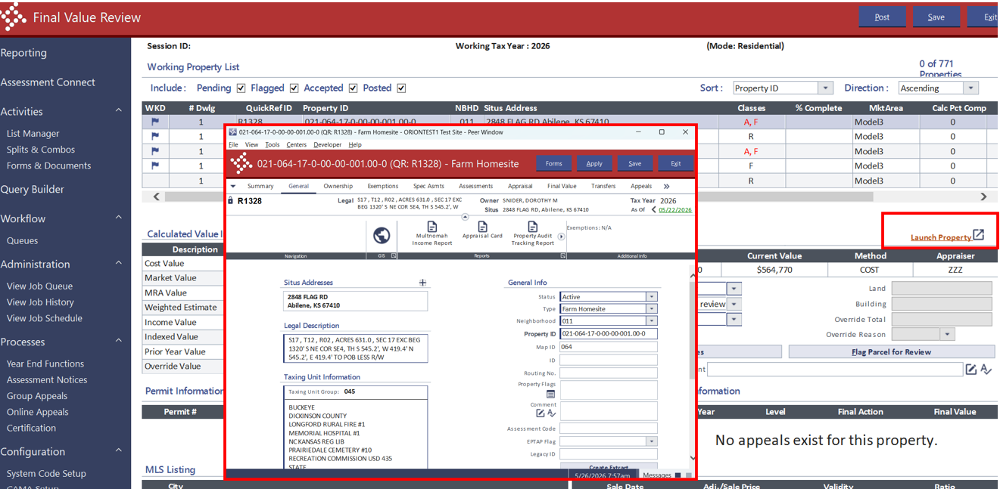 Final Value Review
Post
Save
Exit
Reporting
Assessment Connect
Activities
List Manager
Splits & Combos
Forms & Documents
Query Builder
Workflow
Queues
Administration
View Job Queue
View Job History
View Job Schedule
Processes
Year End Functions
Assessment Notices
Group Appeals
Online Appeals
Certification
Configuration
System Code Setup
CAMA Setup
Session ID:
Working Tax Year : 2026
(Mode: Residential)
Working Property List
0 of 771
Properties
Include : Pending Flagged Accepted Posted
Sort : Property ID
Direction : Ascending
WKD # Dwlg QuickRef ID Property ID NBHD Situs Address Classes % Complete MktArea Calc Pct Comp
1 R1328 021-064-17-0-00-00-001.00-0 011 2848 FLAG RD Abilene, KS 67410 A, F Model3 0
1 R Model3 0
1 A, F Model3 0
1 F Model3 0
1 R Model3 0
Launch Property
Description
Cost Value
Market Value
MRA Value
Weighted Estimate
Income Value
Indexed Value
Prior Year Value
Override Value
Current Value Method Appraiser
0 $564,770 COST ZZZ
Land
review Building
Override Total
Override Reason
Flag Parcel for Review
Permit Information
Permit #
Year Level Final Action Final Value
No appeals exist for this property.
MLS Listing
City
Sale Date Adj./Sale Price Validity Ratio
021-064-17-0-00-00-001.00-0 (QR: R1328) - Farm Homesite - ORIONTEST1 Test Site - Peer Window
File View Tools Centers Developer Help
021-064-17-0-00-00-001.00-0 (QR: R1328) - Farm Homesite
Forms
Apply
Save
Exit
Summary General Ownership Exemptions Spec Asmts Assessments Appraisal Final Value Transfers Appeals
R1328
Legal S17 , T12 , R02 , ACRES 631.0 , SEC 17 EXC
BEG 1320' S NE COR SE4, TH S 545.2', W
Owner SNIDER, DOROTHY M
Situs 2848 FLAG RD, Abilene, KS 67410
Tax Year 2026
As Of 05/22/2026
Multnomah
Income Report
Appraisal Card
Property Audit
Tracking Report
Exemptions: N/A
Navigation GIS Reports Additional Info
Situs Addresses
2848 FLAG RD
Abilene, KS 67410
Legal Description
S17 , T12 , R02 , ACRES 631.0 , SEC 17 EXC BEG
1320' S NE COR SE4, TH S 545.2', W 419.4' N
545.2', E 419.4' TO POB LESS R/W
Taxing Unit Information
Taxing Unit Group: 045
BUCKEYE
DICKINSON COUNTY
LONGFORD RURAL FIRE #1
MEMORIAL HOSPITAL #1
NC KANSAS REG LIB
PRAIRIEDALE CEMETERY #10
RECREATION COMMISSION USD 435
STATE
General Info
Status Active
Type Farm Homesite
Neighborhood 011
Property ID 021-064-17-0-00-00-001.00-0
Map ID 064
ID
Routing No.
Property Flags
Comment
Assessment Code
EPTAP Flag
Legacy ID
Create Extract
5/26/2026 7:57am Messages